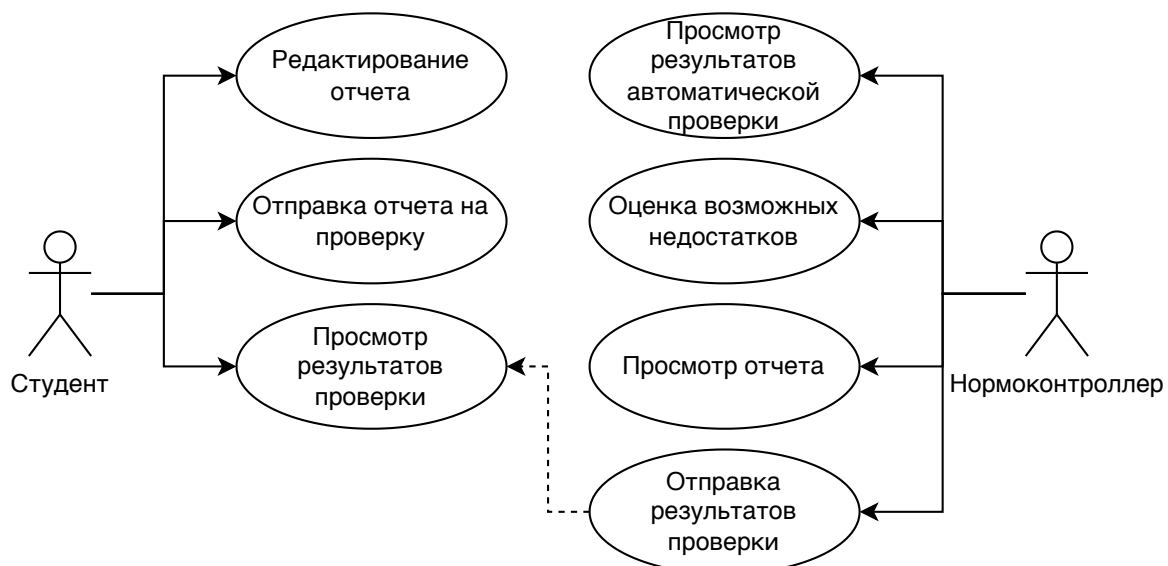 Редактирование
отчета
Отправка отчета на
проверку
Просмотр
результатов
проверки
Студент
Просмотр
результатов
автоматической
проверки
Оценка возможных
недостатков
Просмотр отчета
Отправка
результатов
проверки
Нормоконтроллер